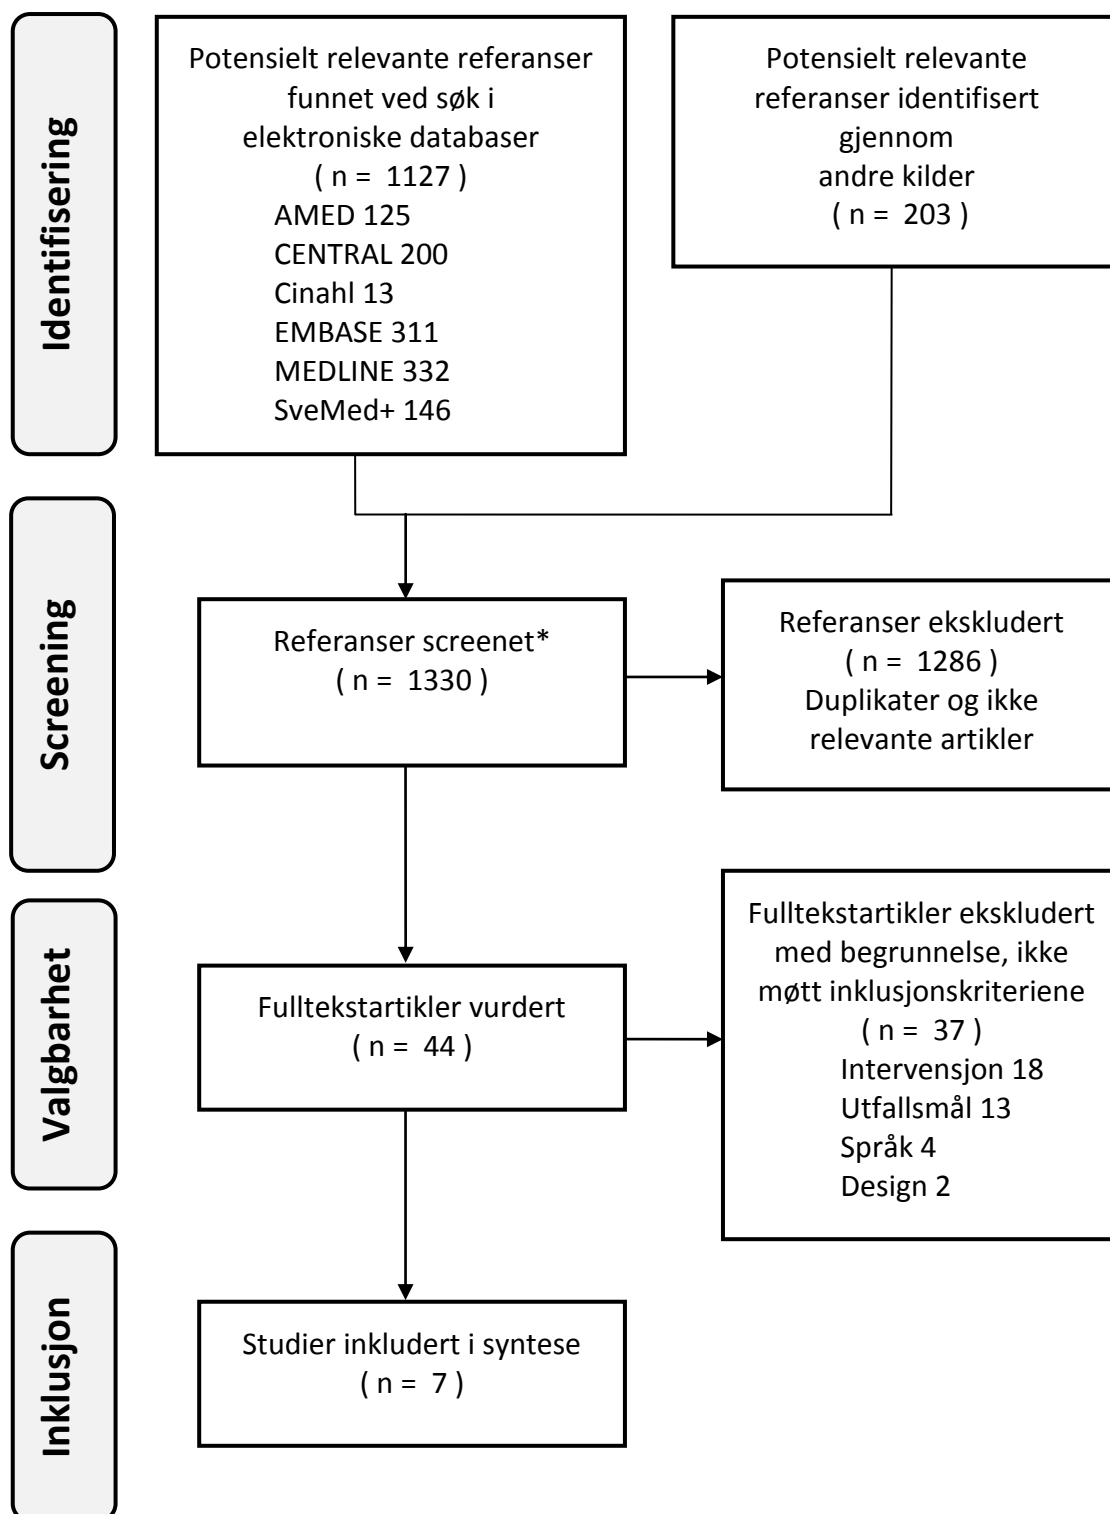 Identifisering
Potensielt relevante referanser
funnet ved søk i
elektroniske databaser
( n =  1127 )
AMED 125
CENTRAL 200
Cinahl 13
EMBASE 311
MEDLINE 332
SveMed+ 146
Potensielt relevante
referanser identifisert
gjennom
andre kilder
( n =  203 )
Screening
Referanser screenet*
( n =  1330 )
Referanser ekskludert
( n =  1286 )
Duplikater og ikke
relevante artikler
Valgbarhet
Fulltekstartikler vurdert
( n =  44 )
Fulltekstartikler ekskludert
med begrunnelse, ikke
møtt inklusjonskriteriene
( n =  37 )
Intervensjon 18
Utfallsmål 13
Språk 4
Design 2
Inklusjon
Studier inkludert i syntese
( n =  7 )